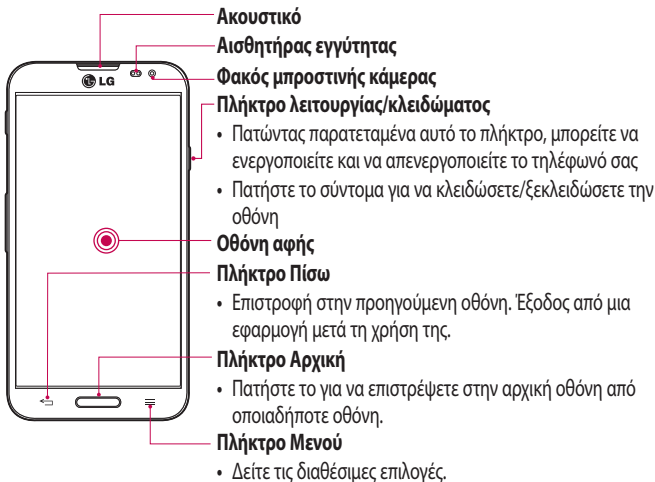 Ακουστικό
Αισθητήρας εγγύτητας
LG
Φακός μπροστινής κάμερας
Πλήκτρο λειτουργίας/κλειδώματος
• Πατώντας παρατεταμένα αυτό το πλήκτρο, μπορείτε να
ενεργοποιείτε και να απενεργοποιείτε το τηλέφωνό σας
• Πατήστε το σύντομα για να κλειδώσετε/ξεκλειδώσετε την
οθόνη
Οθόνη αφής
Πλήκτρο Πίσω
• Επιστροφή στην προηγούμενη οθόνη. Έξοδος από μια
εφαρμογή μετά τη χρήση της.
Πλήκτρο Αρχική
• Πατήστε το για να επιστρέψετε στην αρχική οθόνη από
οποιαδήποτε οθόνη.
Πλήκτρο Μενού
• Δείτε τις διαθέσιμες επιλογές.